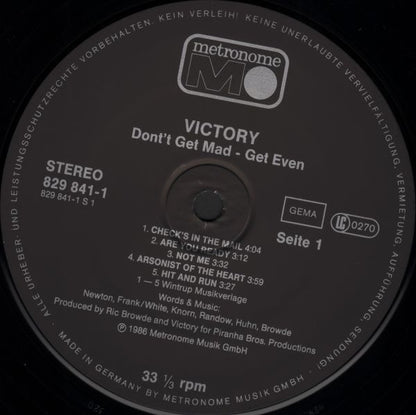 ALLE URHEBER- UND LEISTUNGSSCHUTZRECHTE VORBEHALTEN. KEIN VERLEIH! KEINE UNERLAUBTE VERVIELFÄLTIGUNG, VERMIETUNG, AUFFÜHRUNG, SENDUNG!
metronome
M
VICTORY
Dont't Get Mad - Get Even
STEREO
829 841-1
829 841-1 S 1
GEMA
LC 0270
Seite 1
1. CHECK'S IN THE MAIL 4:04
2. ARE YOU READY 3:12
3. NOT ME 3:32
4. ARSONIST OF THE HEART 3:59
5. HIT AND RUN 3:27
1 — 5 Wintrup Musikverlage
Words & Music:
Newton, Frank/White, Knorn, Randow, Huhn, Browde
Produced by Ric Browde and Victory for Piranha Bros. Productions
℗ 1986 Metronome Musik GmbH
33 ⅓ rpm
· MADE IN GERMANY BY METRONOME MUSIK GMBH ·